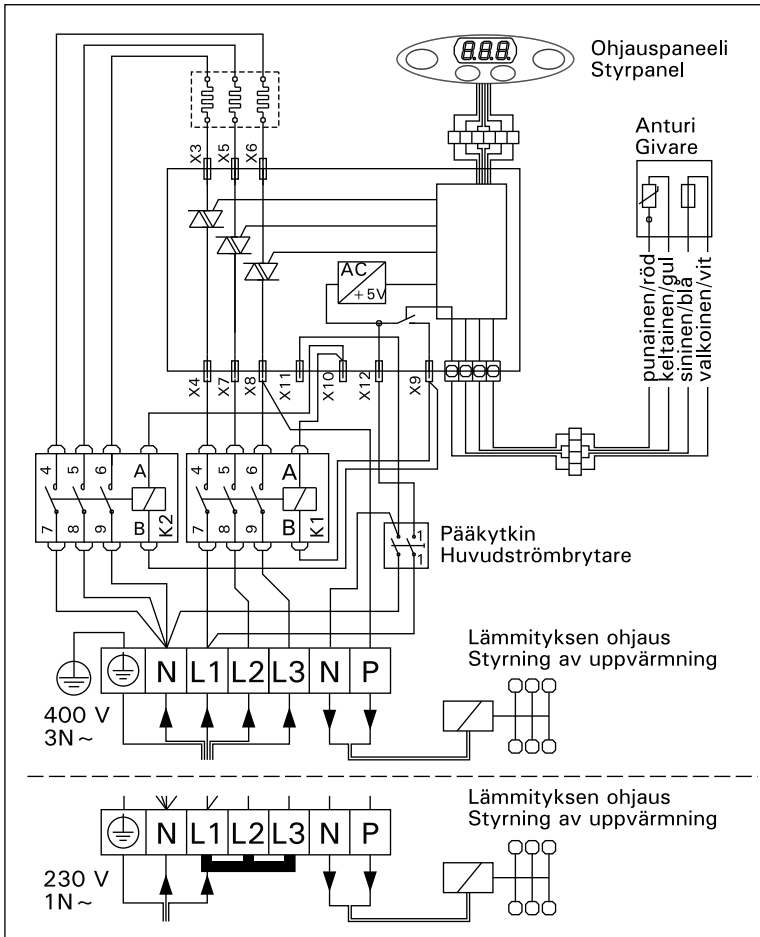 8.8.8.
Ohjauspaneeli
Styrpanel
Anturi
Givare
X3
X5
X6
AC
+5V
punainen/röd
keltainen/gul
sininen/blå
valkoinen/vit
X4
X7
X8
X11
X10
X12
X9
4
5
6
A
7
8
9
B
K2
4
5
6
A
7
8
9
B
K1
1
1
Pääkytkin
Huvudströmbrytare
N L1 L2 L3 N P
400 V
3N~
Lämmityksen ohjaus
Styrning av uppvärmning
N L1 L2 L3 N P
230 V
1N~
Lämmityksen ohjaus
Styrning av uppvärmning